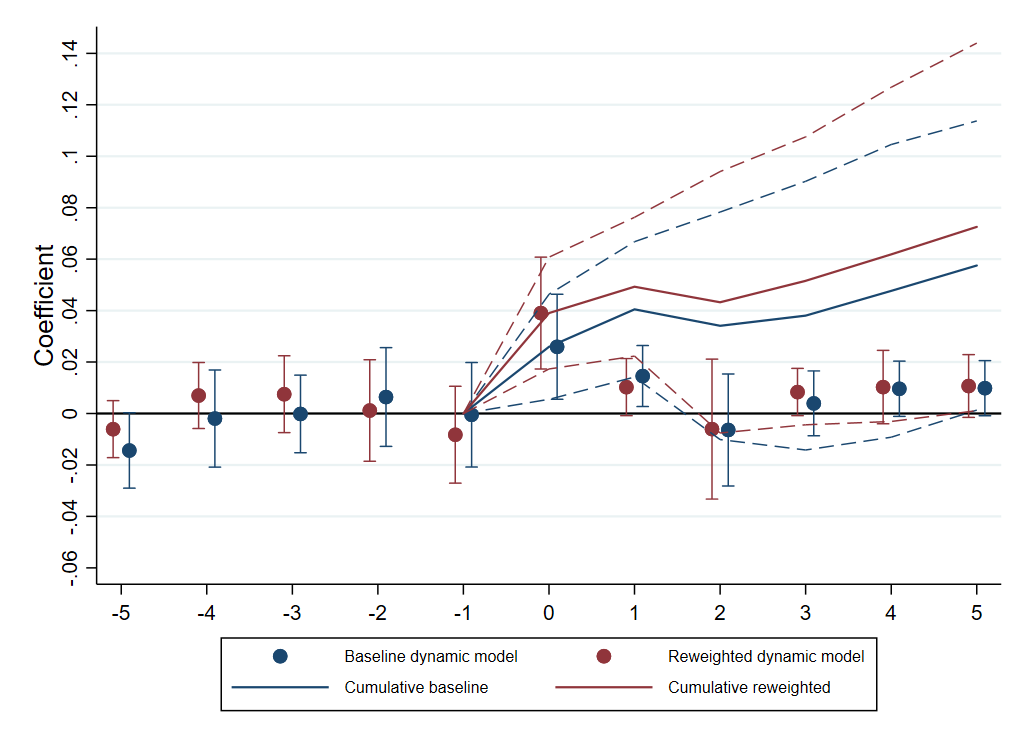 Coefficient
.14
.12
.1
.08
.06
.04
.02
0
-.02
-.04
-.06
-5 -4 -3 -2 -1 0 1 2 3 4 5
Baseline dynamic model Reweighted dynamic model
Cumulative baseline Cumulative reweighted